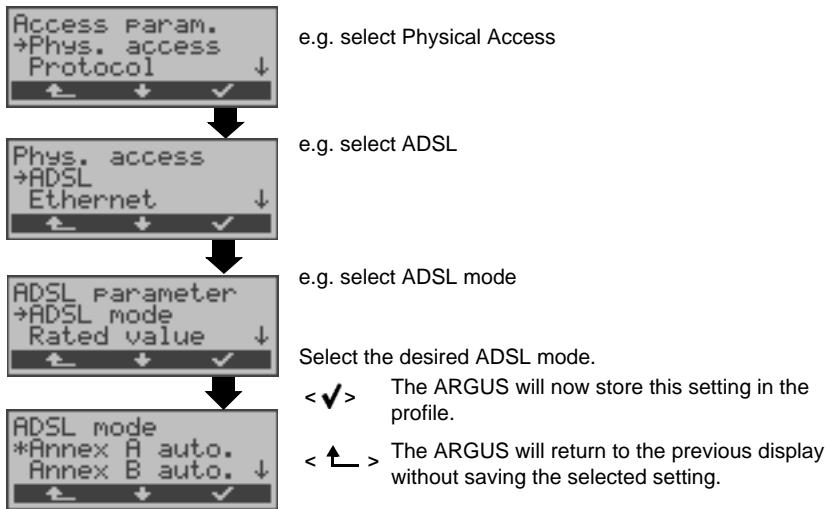 Access param.
→Phys. access
Protocol ↓
e.g. select Physical Access
Phys. access
→ADSL
Ethernet ↓
e.g. select ADSL
ADSL parameter
→ADSL mode
Rated value ↓
e.g. select ADSL mode
Select the desired ADSL mode.
<✓> The ARGUS will now store this setting in the
profile.
ADSL mode
*Annex A auto.
Annex B auto. ↓
< > The ARGUS will return to the previous display
without saving the selected setting.